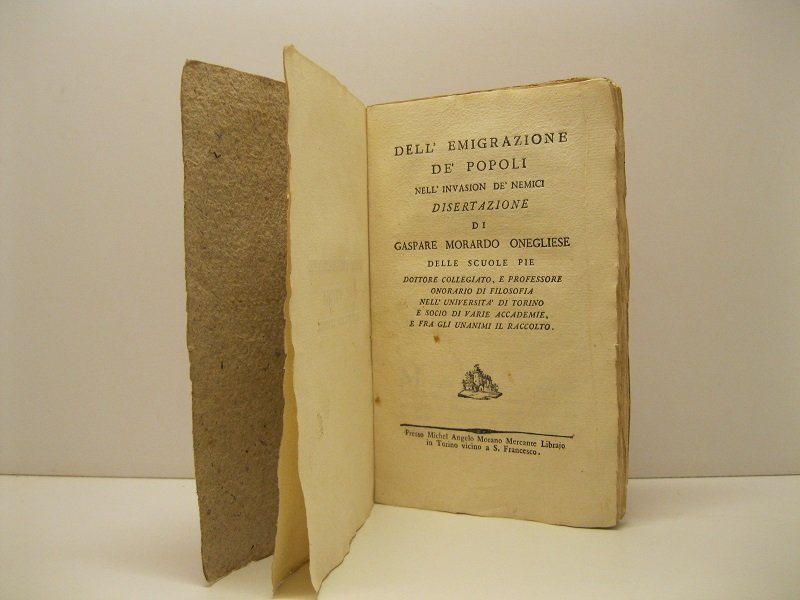 DELL' EMIGRAZIONE
DE' POPOLI
NELL' INVASION DE' NEMICI
DISERTAZIONE
DI
GASPARE MORARDO ONEGLIESE
DELLE SCUOLE PIE
DOTTORE COLLEGIATO, E PROFESSORE
ONORARIO DI FILOSOFIA
NELL' UNIVERSITA' DI TORINO
E SOCIO DI VARIE ACCADEMIE,
E FRA GLI UNANIMI IL RACCOLTO.
Presso Michel Angelo Morano Mercante Librajo
in Torino vicino a S. Francesco.